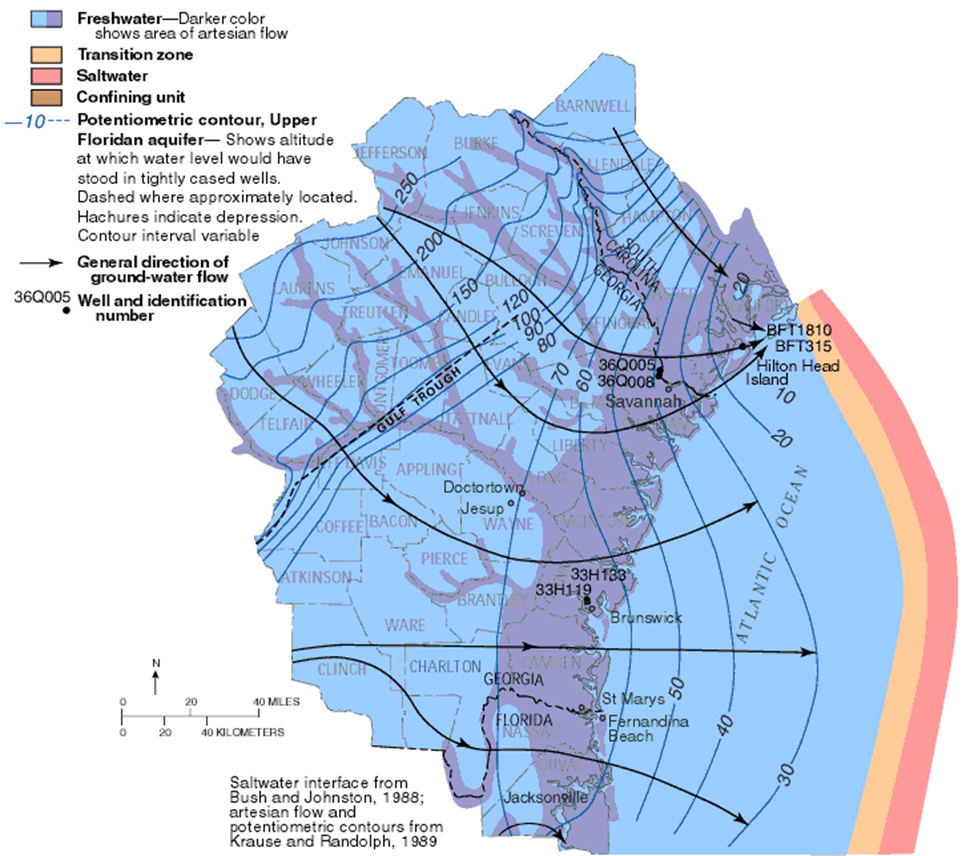 Freshwater—Darker color
shows area of artesian flow
Transition zone
Saltwater
Confining unit
—10--- Potentiometric contour, Upper
Floridan aquifer— Shows altitude
at which water level would have
stood in tightly cased wells.
Dashed where approximately located.
Hachures indicate depression.
Contour interval variable
General direction of
ground-water flow
36Q005 Well and identification
number
BARNWELL
BURKE
JEFFERSON
ALLENDALE
250
JENKINS
HAMPTON
SCREVEN
JOHNSON
200
SOUTH
CAROLINA
GEORGIA
EMANUEL
LAURENS
BULLOCH
20
150
120
100
90
80
TREUTLEN
CANDLER
EFFINGHAM
BFT1810
BFT315
Hilton Head
Island
36Q005
36Q008
Savannah
70
60
10
20
WHEELER
DODGE
GULF TROUGH
TELFAIR
TATTNALL
LIBERTY
JEFF DAVIS
APPLING
LONG
Doctortown
Jesup
COFFEE
BACON
WAYNE
MCINTOSH
ATLANTIC OCEAN
PIERCE
ATKINSON
33H133
33H119
BRANTLEY
Brunswick
WARE
CLINCH
CHARLTON
CAMDEN
GEORGIA
FLORIDA
NASSAU
50
St Marys
Fernandina
Beach
40
30
DUVAL
Jacksonville
N
0 20 40 MILES
0 20 40 KILOMETERS
Saltwater interface from
Bush and Johnston, 1988;
artesian flow and
potentiometric contours from
Krause and Randolph, 1989